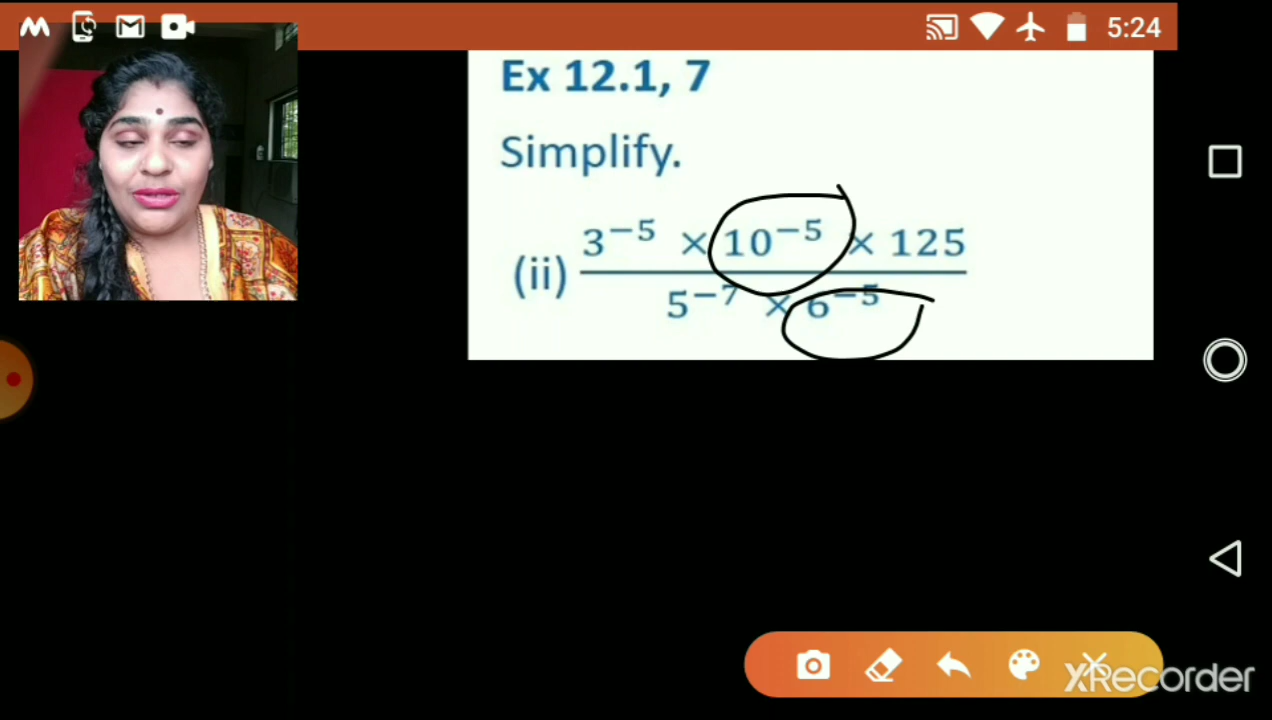 5:24
Ex 12.1, 7
Simplify.
(ii) 3⁻⁵ × 10⁻⁵ × 125
5⁻⁷ × 6⁻⁵
XRecorder